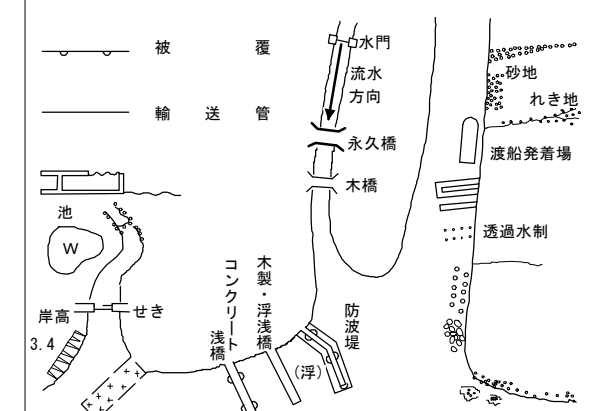 被覆
輸送管
池
W
岸高
3.4
せき
水門
流水
方向
永久橋
木橋
コンクリート
浅橋
木製・浮浅橋
(浮)
防波堤
砂地
れき地
渡船発着場
透過水制